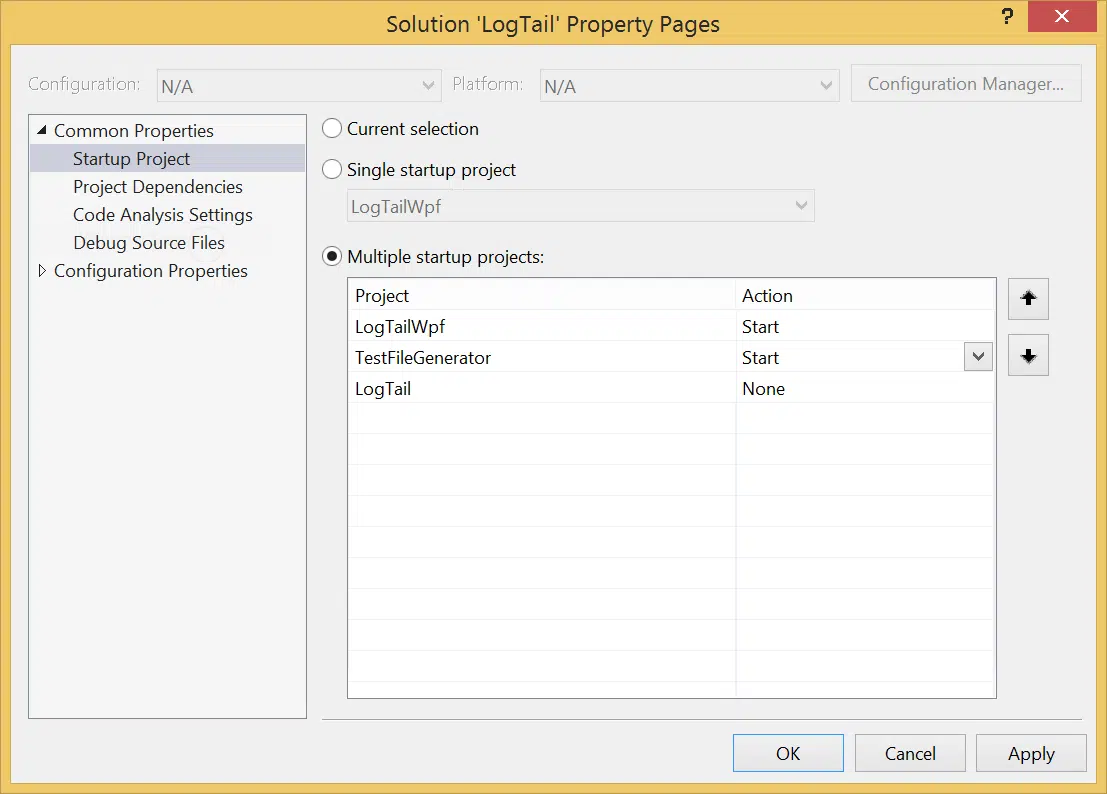 Solution 'LogTail' Property Pages
?
Configuration: N/A Platform: N/A Configuration Manager...
Common Properties
Startup Project
Project Dependencies
Code Analysis Settings
Debug Source Files
Configuration Properties
Current selection
Single startup project
LogTailWpf
Multiple startup projects:
Project Action
LogTailWpf Start
TestFileGenerator Start
LogTail None
OK Cancel Apply